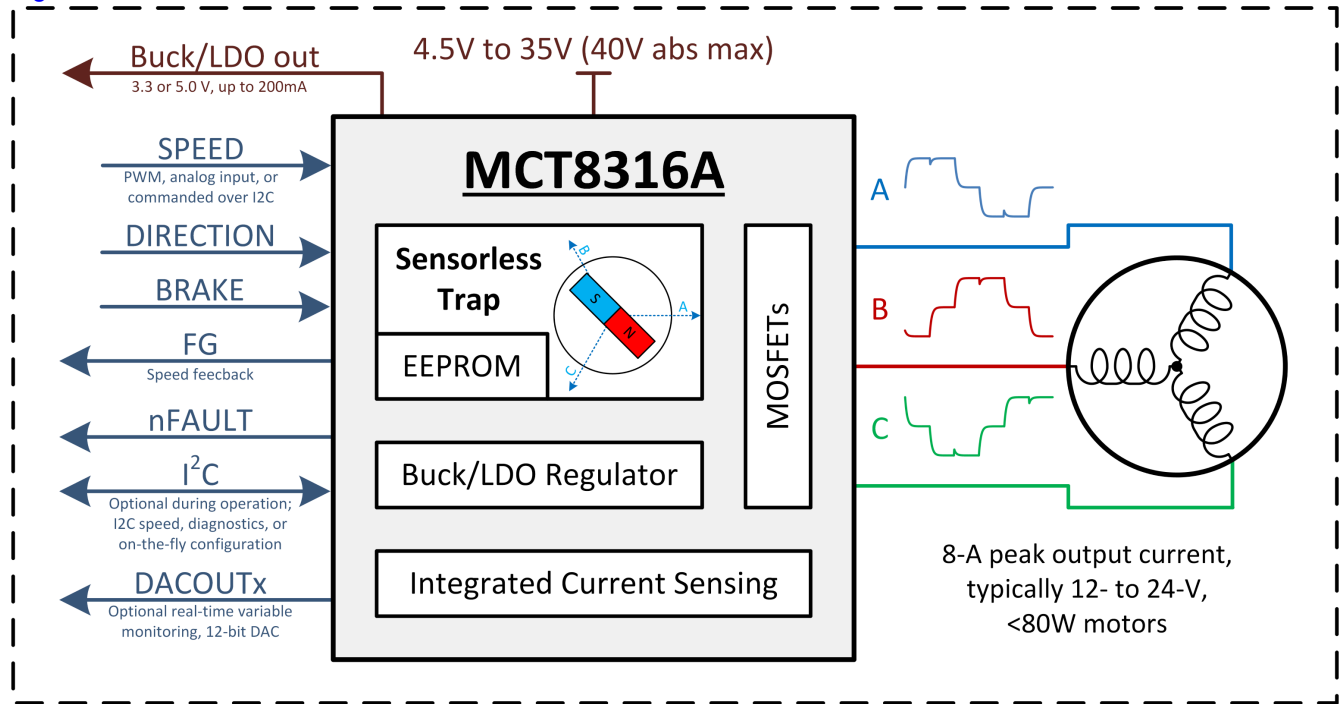 Buck/LDO out
3.3 or 5.0 V, up to 200mA
4.5V to 35V (40V abs max)
SPEED
PWM, analog input, or
commanded over I2C
DIRECTION
BRAKE
FG
Speed feecback
nFAULT
I²C
Optional during operation;
I2C speed, diagnostics, or
on-the-fly configuration
DACOUTx
Optional real-time variable
monitoring, 12-bit DAC
MCT8316A
Sensorless
Trap
EEPROM
B
S
A
N
C
MOSFETs
Buck/LDO Regulator
Integrated Current Sensing
A
B
C
8-A peak output current,
typically 12- to 24-V,
<80W motors